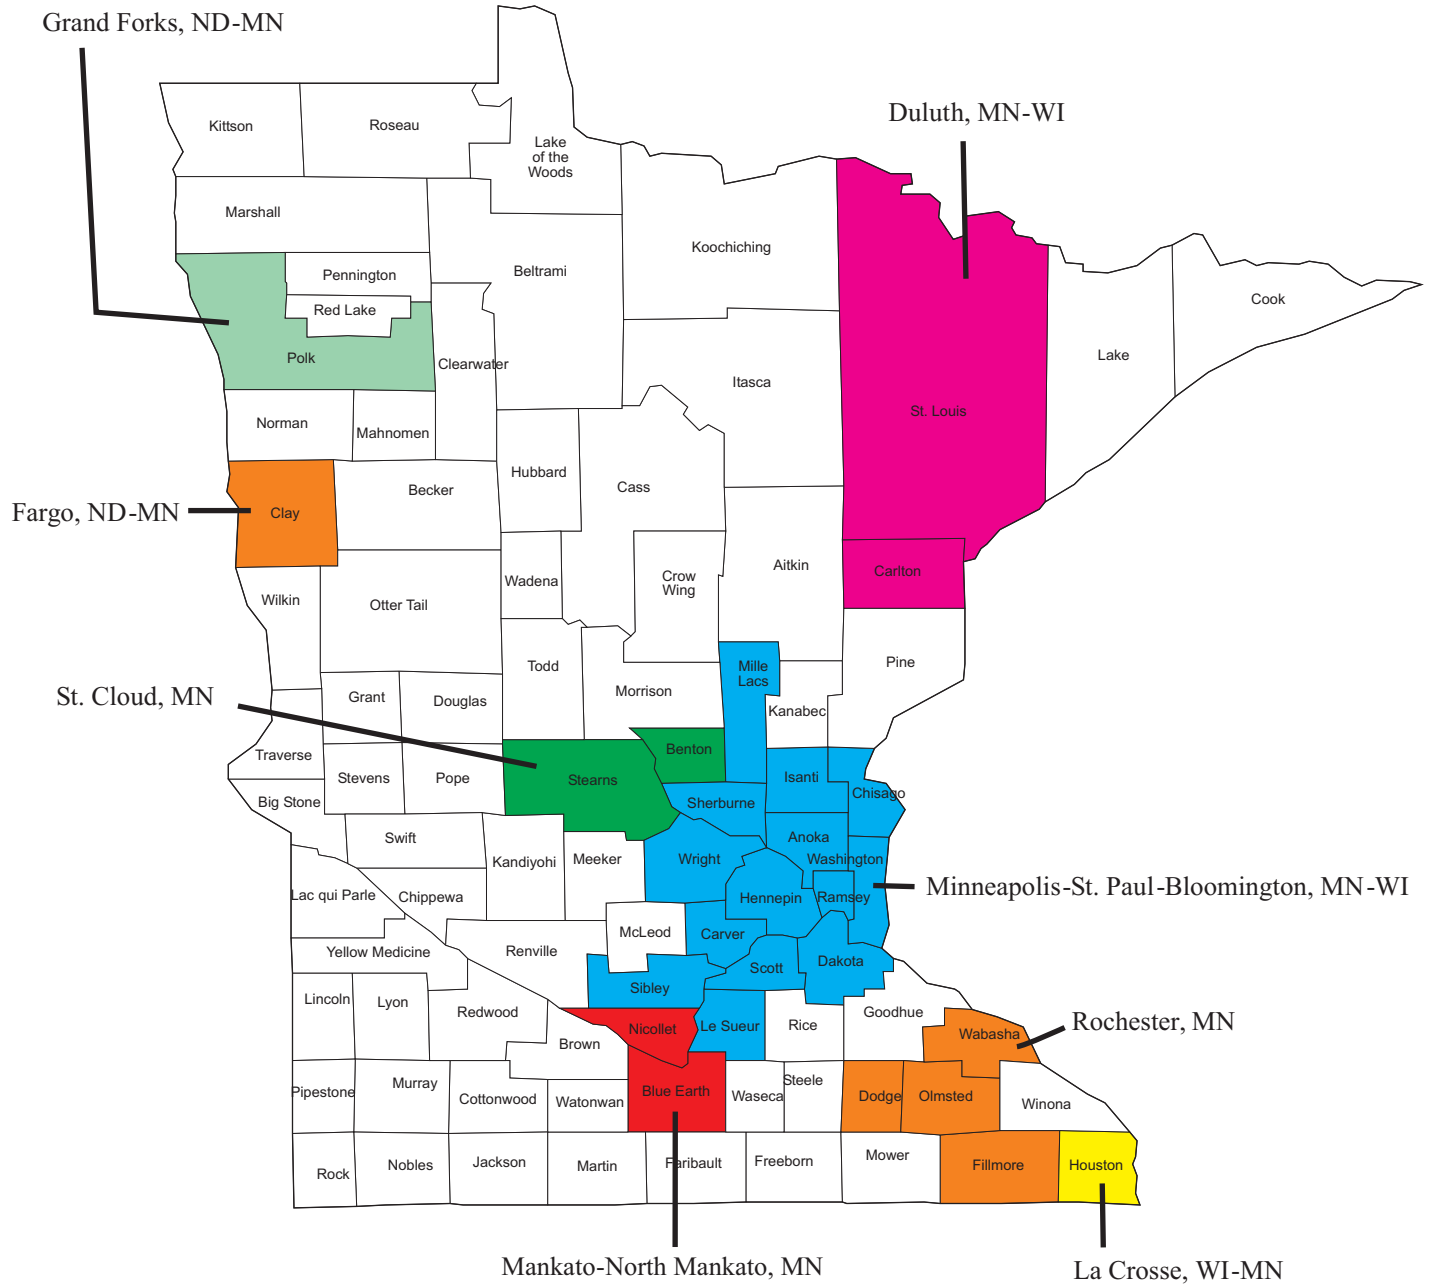 Grand Forks, ND-MN
Duluth, MN-WI
Kittson
Roseau
Lake
of the
Woods
Marshall
Koochiching
Pennington
Beltrami
Cook
Red Lake
Polk
Clearwater
Lake
Itasca
St. Louis
Norman
Mahnomen
Hubbard
Cass
Becker
Fargo, ND-MN
Clay
Aitkin
Carlton
Wadena
Crow
Wing
Wilkin
Otter Tail
Todd
Mille
Lacs
Pine
St. Cloud, MN
Grant
Douglas
Morrison
Kanabec
Traverse
Benton
Stevens
Pope
Stearns
Isanti
Chisago
Big Stone
Sherburne
Swift
Anoka
Kandiyohi
Meeker
Wright
Washington
Minneapolis-St. Paul-Bloomington, MN-WI
Lac qui Parle
Chippewa
Hennepin
Ramsey
McLeod
Carver
Yellow Medicine
Renville
Scott
Dakota
Sibley
Lincoln
Lyon
Redwood
Nicollet
Le Sueur
Rice
Goodhue
Rochester, MN
Wabasha
Brown
Pipestone
Murray
Cottonwood
Watonwan
Blue Earth
Waseca
Steele
Dodge
Olmsted
Winona
Rock
Nobles
Jackson
Martin
Faribault
Freeborn
Mower
Fillmore
Houston
Mankato-North Mankato, MN
La Crosse, WI-MN